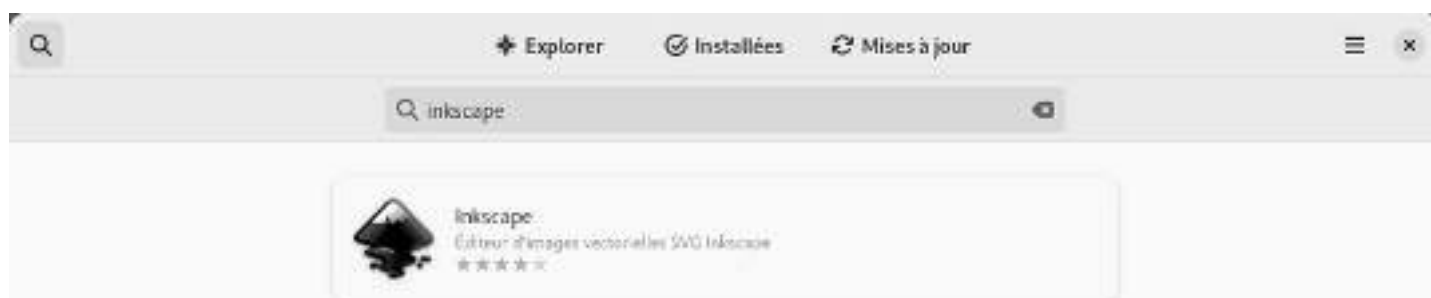 Explorer Installées Mises à jour
inkscape
Inkscape
Éditeur d'images vectorielles SVG Inkscape